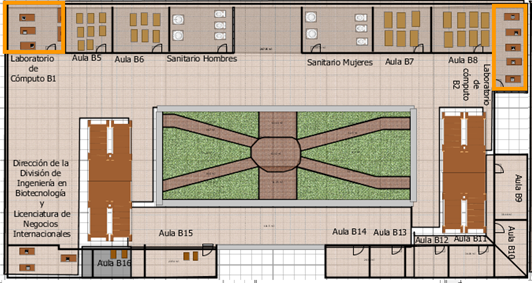 Laboratorio
de
Cómputo B1
Aula B5
Aula B6
Sanitario Hombres
Sanitario Mujeres
Aula B7
Aula B8
Laboratorio
de
cómputo
B2
Dirección de la
División de
Ingeniería en
Biotecnología
y
Licenciatura de
Negocios
Internacionales
Aula B9
Aula B10
Aula B15
Aula B14
Aula B13
Aula B12
Aula B11
Aula B16